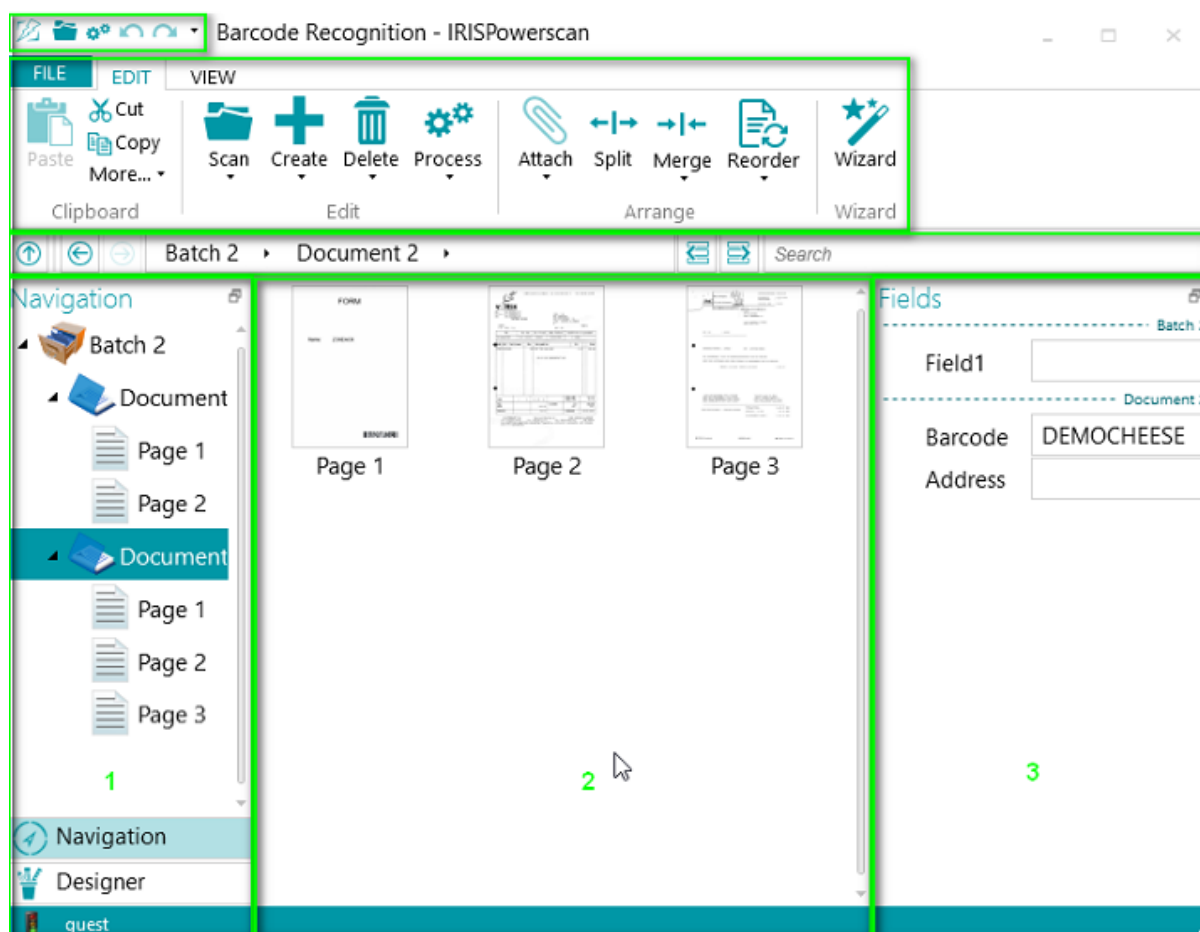 Barcode Recognition - IRISPowerscan
FILE EDIT VIEW
Paste
Cut
Copy
More...
Clipboard
Scan Create Delete Process
Edit
Attach Split Merge Reorder
Arrange
Wizard
Wizard
Batch 2 Document 2
Search
Navigation
Batch 2
Document
Page 1
Page 2
Document
Page 1
Page 2
Page 3
1
Navigation
Designer
guest
FORM
Page 1
Page 2
Page 3
2
Fields
Batch
Field1
Document
Barcode DEMOCHEESE
Address
3